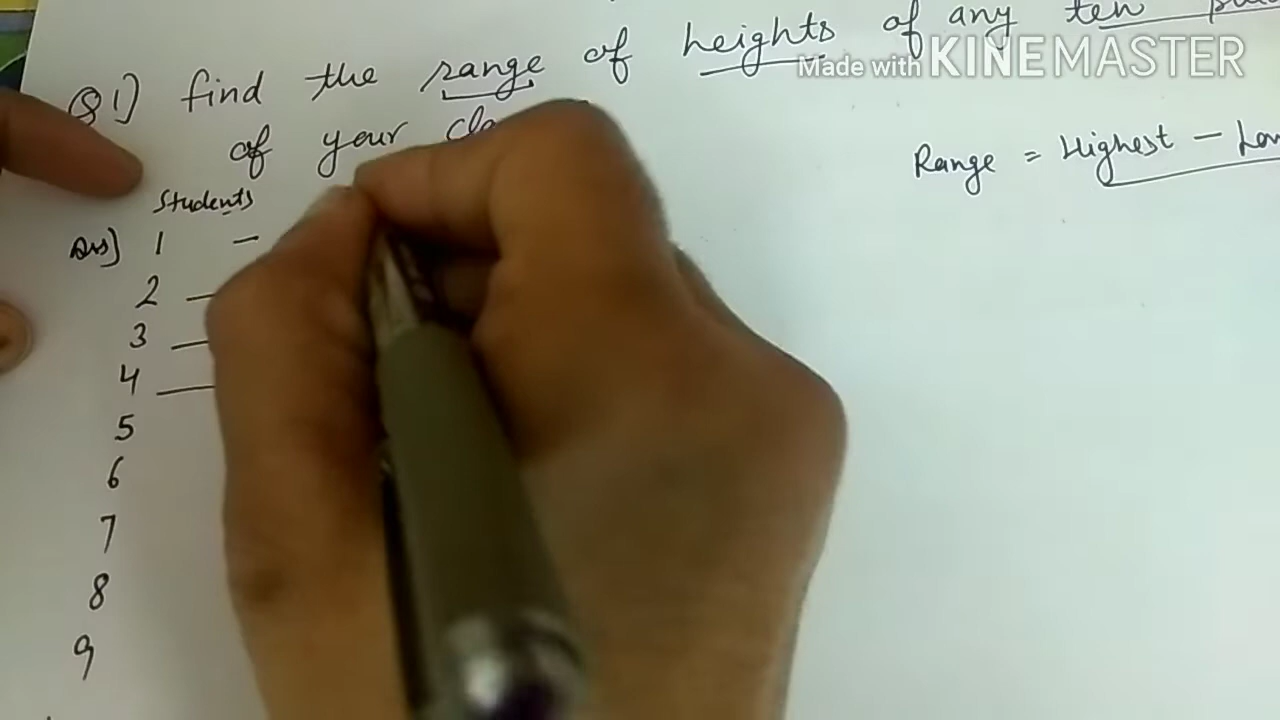 Q1) find the range of heights of any ten
Made with KINEMASTER
of your
Range = Highest -
Students
Ans) 1 -
2 -
3 -
4 -
5
6
7
8
9